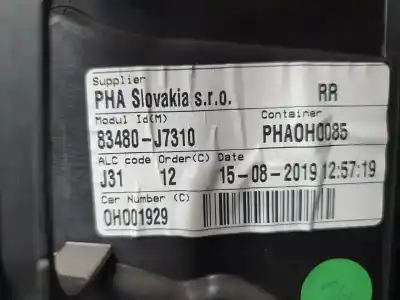 Supplier
PHA Slovakia s.r.o. RR
Modul Id(M) Container
83480-J7310 PHAOH0085
ALC code Order(C) Date
J31 12 15-08-2019 12:57:19
Car Number (C)
OHO01929